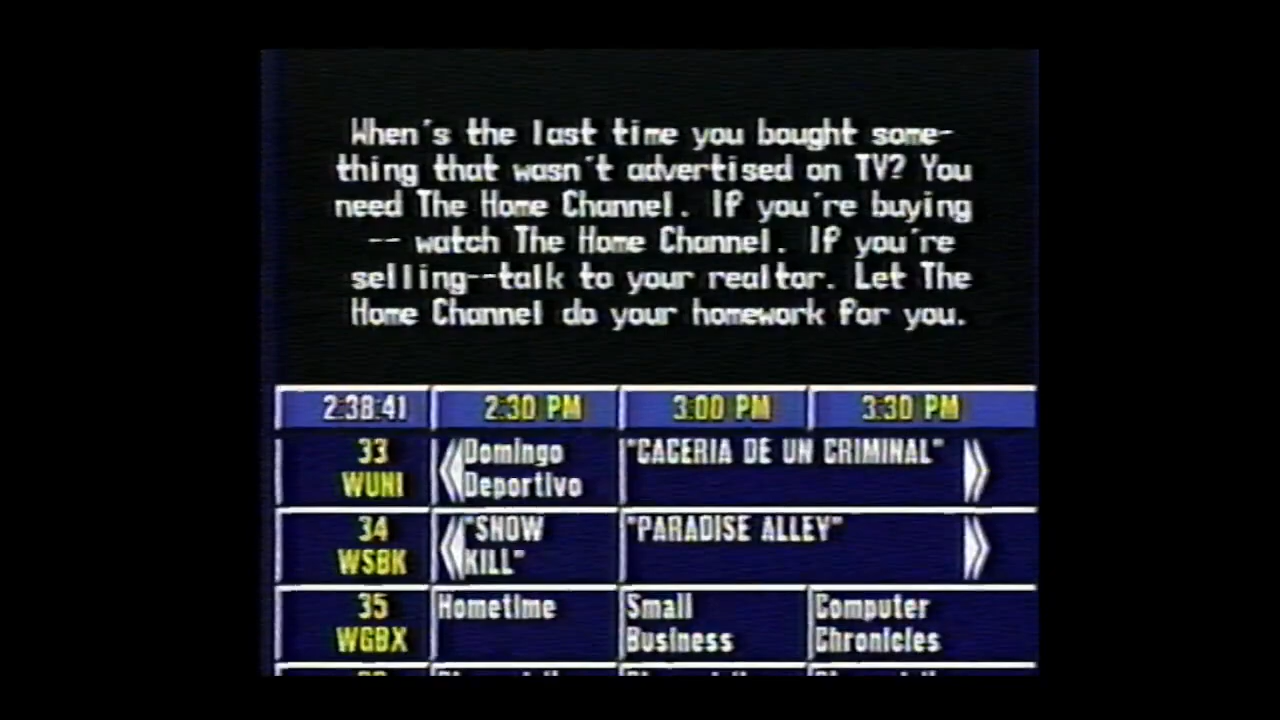 When's the last time you bought some-
thing that wasn't advertised on TV? You
need The Home Channel. If you're buying
-- watch The Home Channel. If you're
selling--talk to your realtor. Let The
Home Channel do your homework for you.
2:38:41 2:30 PM 3:00 PM 3:30 PM
33 Domingo "CACERIA DE UN CRIMINAL"
WUNI Deportivo
34 "SNOW "PARADISE ALLEY"
WSBK KILL"
35 Hometime Small Computer
WGBX Business Chronicles